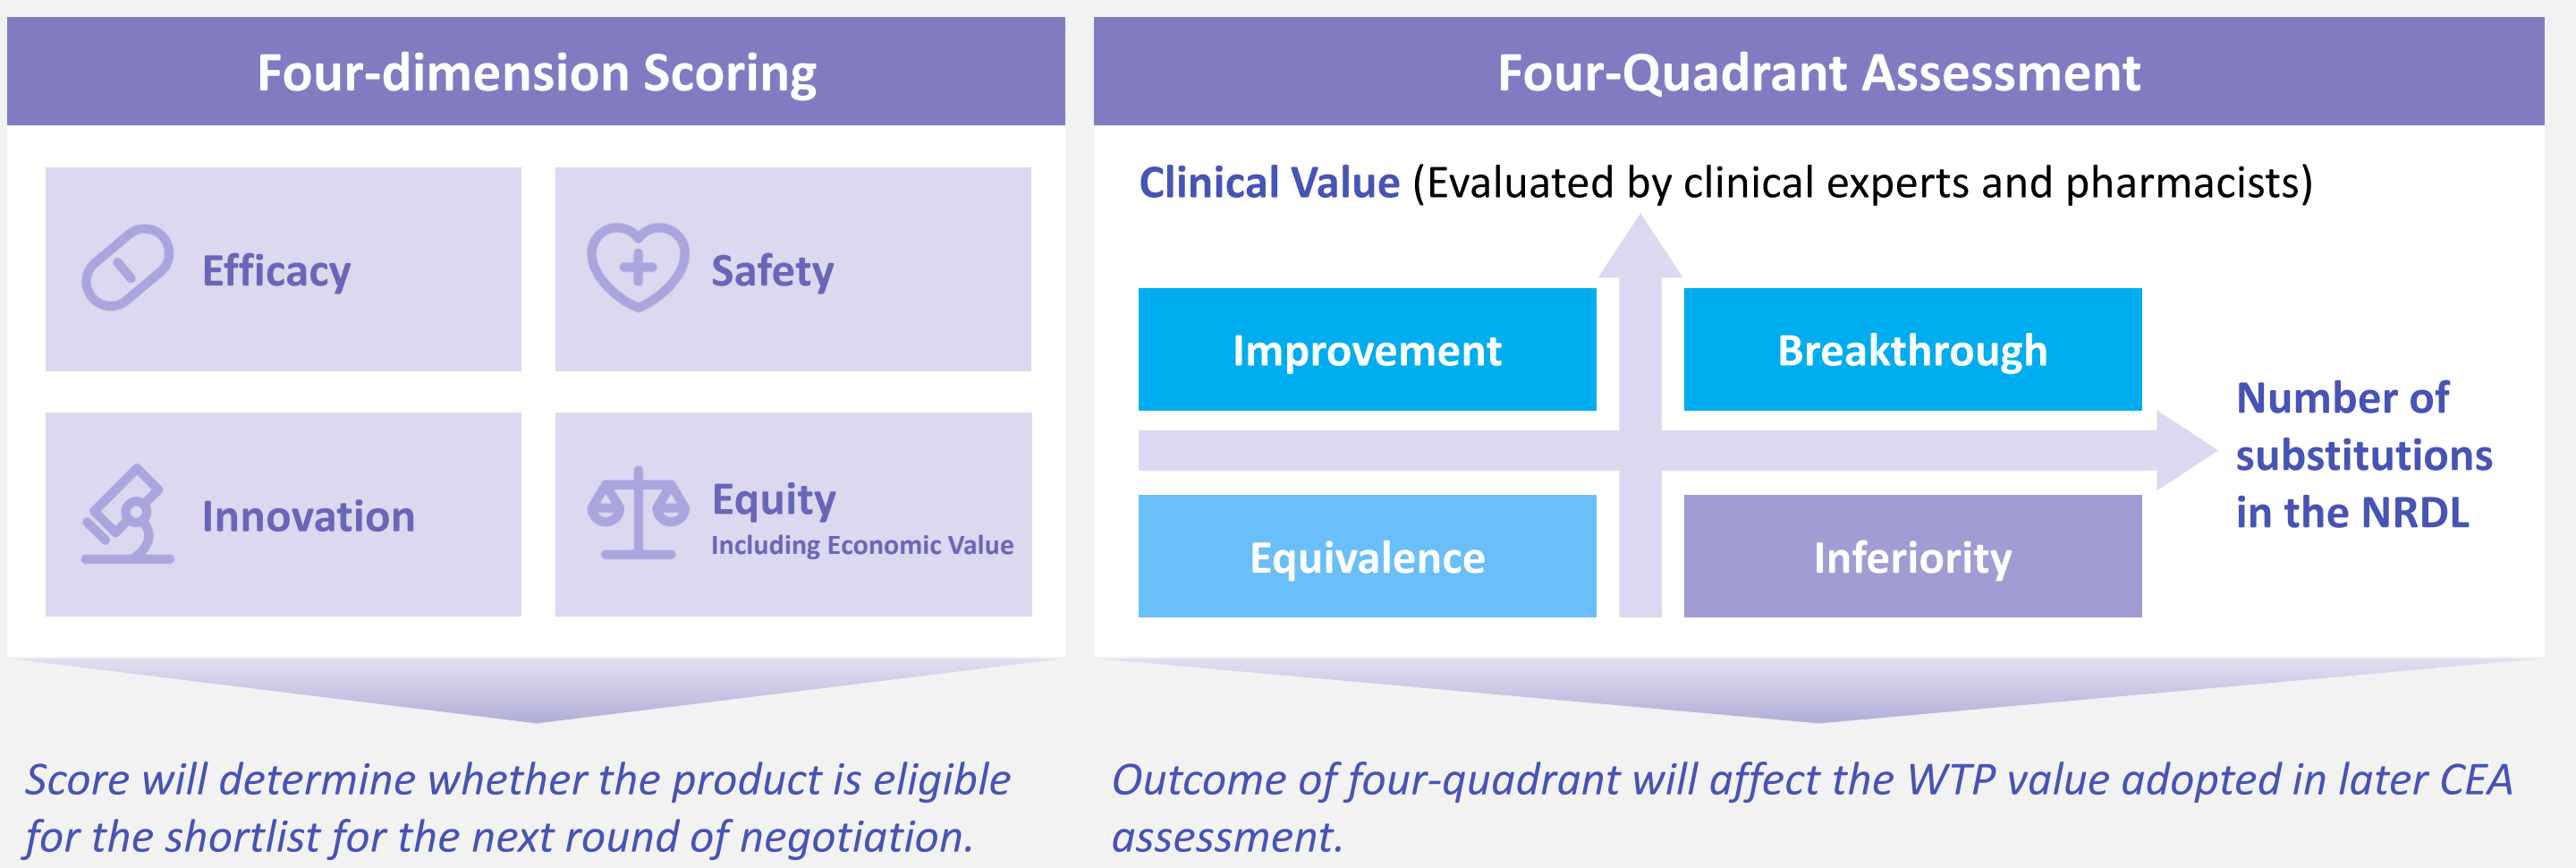 Four-dimension Scoring
Efficacy
Safety
Innovation
Equity
Including Economic Value
Score will determine whether the product is eligible
for the shortlist for the next round of negotiation.
Four-Quadrant Assessment
Clinical Value (Evaluated by clinical experts and pharmacists)
Improvement
Breakthrough
Number of
substitutions
in the NRDL
Equivalence
Inferiority
Outcome of four-quadrant will affect the WTP value adopted in later CEA
assessment.